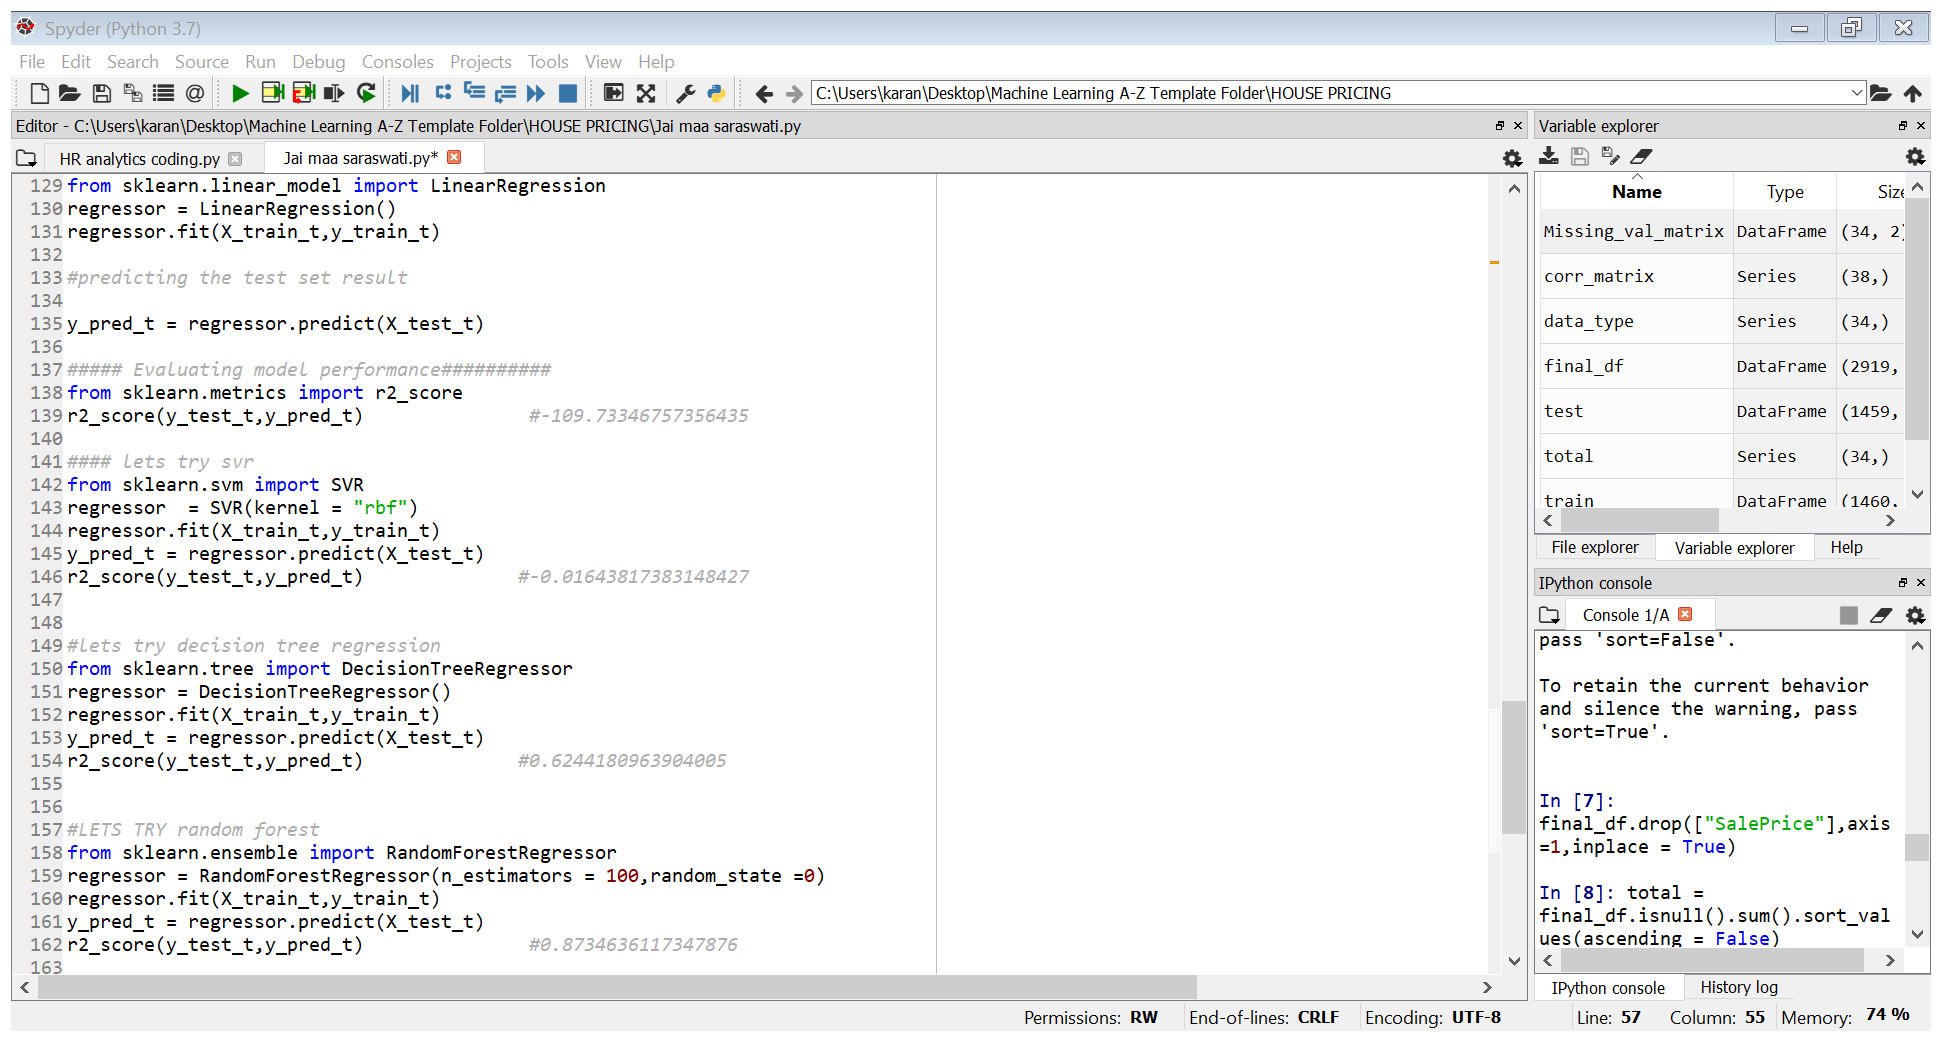 Spyder (Python 3.7)
File Edit Search Source Run Debug Consoles Projects Tools View Help
C:\Users\karan\Desktop\Machine Learning A-Z Template Folder\HOUSE PRICING
Editor - C:\Users\karan\Desktop\Machine Learning A-Z Template Folder\HOUSE PRICING\Jai maa saraswati.py
HR analytics coding.py Jai maa saraswati.py*
129 from sklearn.linear_model import LinearRegression
130 regressor = LinearRegression()
131 regressor.fit(X_train_t,y_train_t)
132
133 #predicting the test set result
134
135 y_pred_t = regressor.predict(X_test_t)
136
137 ##### Evaluating model performance##########
138 from sklearn.metrics import r2_score
139 r2_score(y_test_t,y_pred_t) #-109.73346757356435
140
141 #### lets try svr
142 from sklearn.svm import SVR
143 regressor  = SVR(kernel = "rbf")
144 regressor.fit(X_train_t,y_train_t)
145 y_pred_t = regressor.predict(X_test_t)
146 r2_score(y_test_t,y_pred_t) #-0.01643817383148427
147
148
149 #lets try decision tree regression
150 from sklearn.tree import DecisionTreeRegressor
151 regressor = DecisionTreeRegressor()
152 regressor.fit(X_train_t,y_train_t)
153 y_pred_t = regressor.predict(X_test_t)
154 r2_score(y_test_t,y_pred_t) #0.6244180963904005
155
156
157 #LETS TRY random forest
158 from sklearn.ensemble import RandomForestRegressor
159 regressor = RandomForestRegressor(n_estimators = 100,random_state =0)
160 regressor.fit(X_train_t,y_train_t)
161 y_pred_t = regressor.predict(X_test_t)
162 r2_score(y_test_t,y_pred_t) #0.8734636117347876
163
Variable explorer
Name Type Size
Missing_val_matrix DataFrame (34, 2)
corr_matrix Series (38,)
data_type Series (34,)
final_df DataFrame (2919,
test DataFrame (1459,
total Series (34,)
train DataFrame (1460,
File explorer Variable explorer Help
IPython console
Console 1/A
pass 'sort=False'.
To retain the current behavior
and silence the warning, pass
'sort=True'.
In [7]:
final_df.drop(["SalePrice"],axis
=1,inplace = True)
In [8]: total =
final_df.isnull().sum().sort_val
ues(ascending = False)
IPython console History log
Permissions: RW End-of-lines: CRLF Encoding: UTF-8 Line: 57 Column: 55 Memory: 74 %